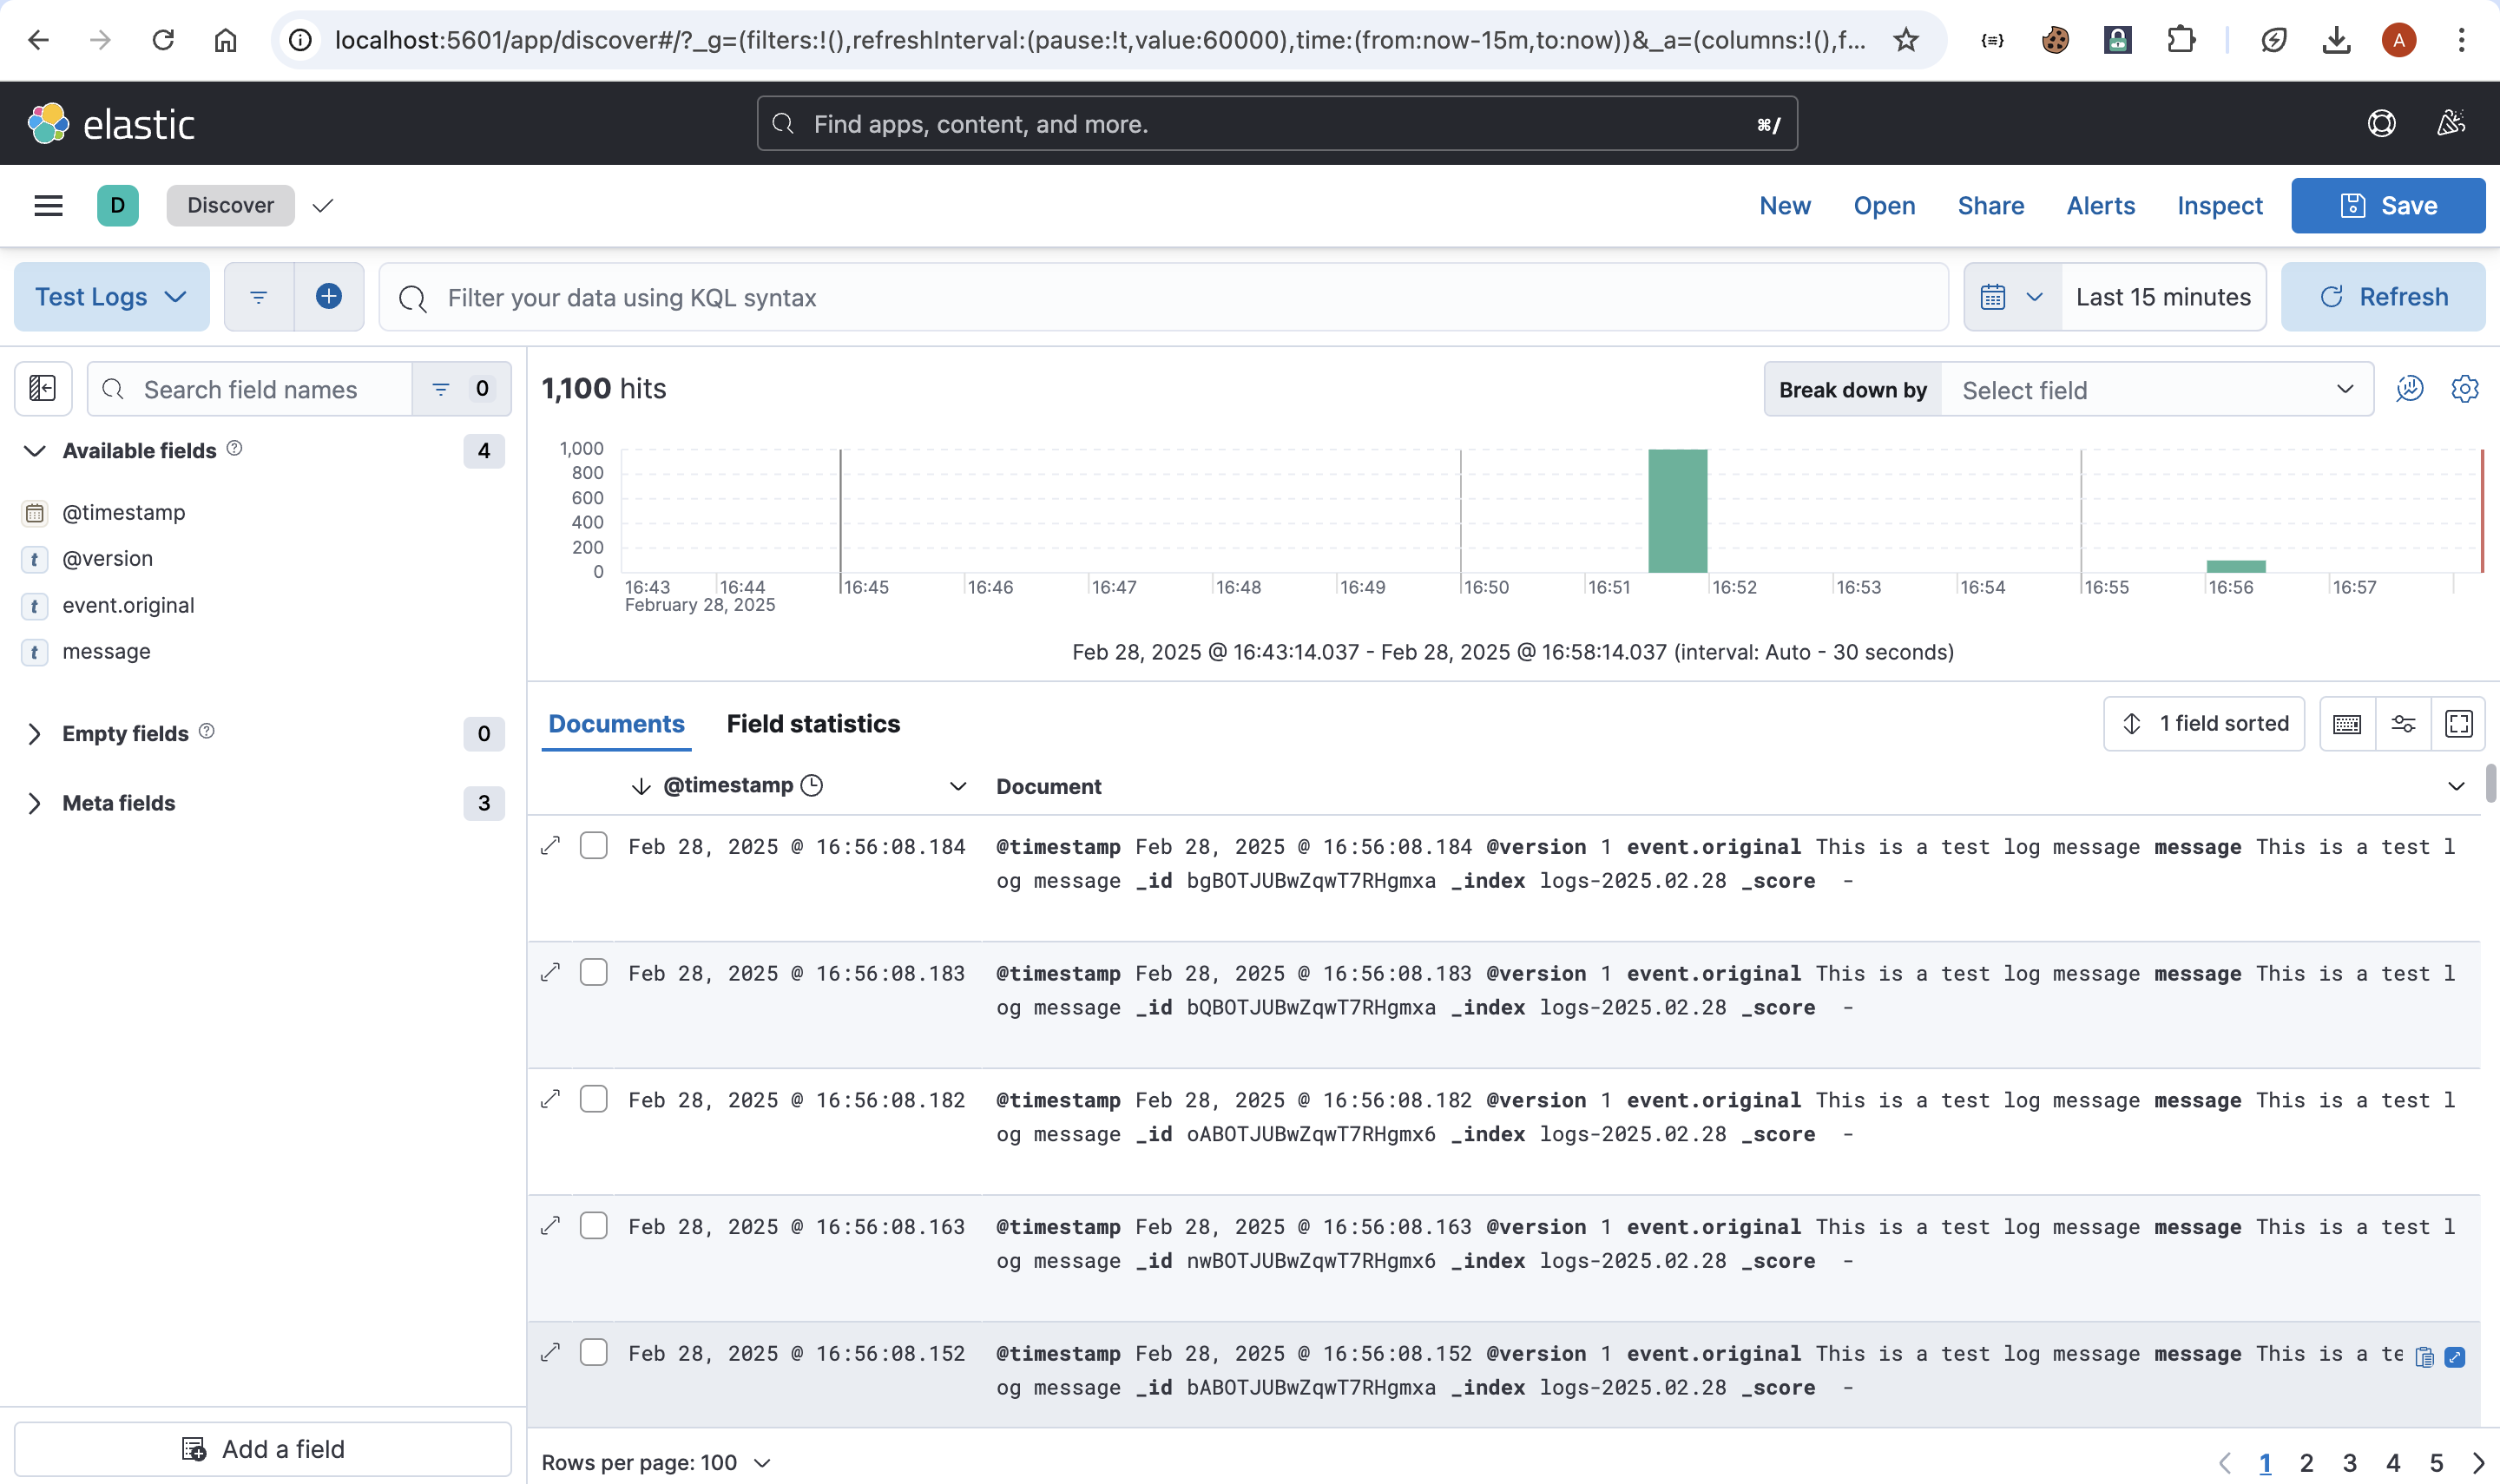 localhost:5601/app/discover#/?_g=(filters:!(),refreshInterval:(pause:!t,value:60000),time:(from:now-15m,to:now))&_a=(columns:!(),f...
A
elastic
Find apps, content, and more.
⌘/
D
Discover
New
Open
Share
Alerts
Inspect
Save
Test Logs
Filter your data using KQL syntax
Last 15 minutes
Refresh
Search field names
0
1,100 hits
Break down by
Select field
Available fields
4
@timestamp
t @version
t event.original
t message
Empty fields
0
Meta fields
3
1,000
800
600
400
200
0
16:43 16:44 16:45 16:46 16:47 16:48 16:49 16:50 16:51 16:52 16:53 16:54 16:55 16:56 16:57
February 28, 2025
Feb 28, 2025 @ 16:43:14.037 - Feb 28, 2025 @ 16:58:14.037 (interval: Auto - 30 seconds)
Documents
Field statistics
1 field sorted
@timestamp
Document
Feb 28, 2025 @ 16:56:08.184 @timestamp Feb 28, 2025 @ 16:56:08.184 @version 1 event.original This is a test log message message This is a test l
og message _id bgBOTJUBwZqwT7RHgmxa _index logs-2025.02.28 _score -
Feb 28, 2025 @ 16:56:08.183 @timestamp Feb 28, 2025 @ 16:56:08.183 @version 1 event.original This is a test log message message This is a test l
og message _id bQBOTJUBwZqwT7RHgmxa _index logs-2025.02.28 _score -
Feb 28, 2025 @ 16:56:08.182 @timestamp Feb 28, 2025 @ 16:56:08.182 @version 1 event.original This is a test log message message This is a test l
og message _id oABOTJUBwZqwT7RHgmx6 _index logs-2025.02.28 _score -
Feb 28, 2025 @ 16:56:08.163 @timestamp Feb 28, 2025 @ 16:56:08.163 @version 1 event.original This is a test log message message This is a test l
og message _id nwBOTJUBwZqwT7RHgmx6 _index logs-2025.02.28 _score -
Feb 28, 2025 @ 16:56:08.152 @timestamp Feb 28, 2025 @ 16:56:08.152 @version 1 event.original This is a test log message message This is a te
og message _id bABOTJUBwZqwT7RHgmxa _index logs-2025.02.28 _score -
Add a field
Rows per page: 100
1 2 3 4 5